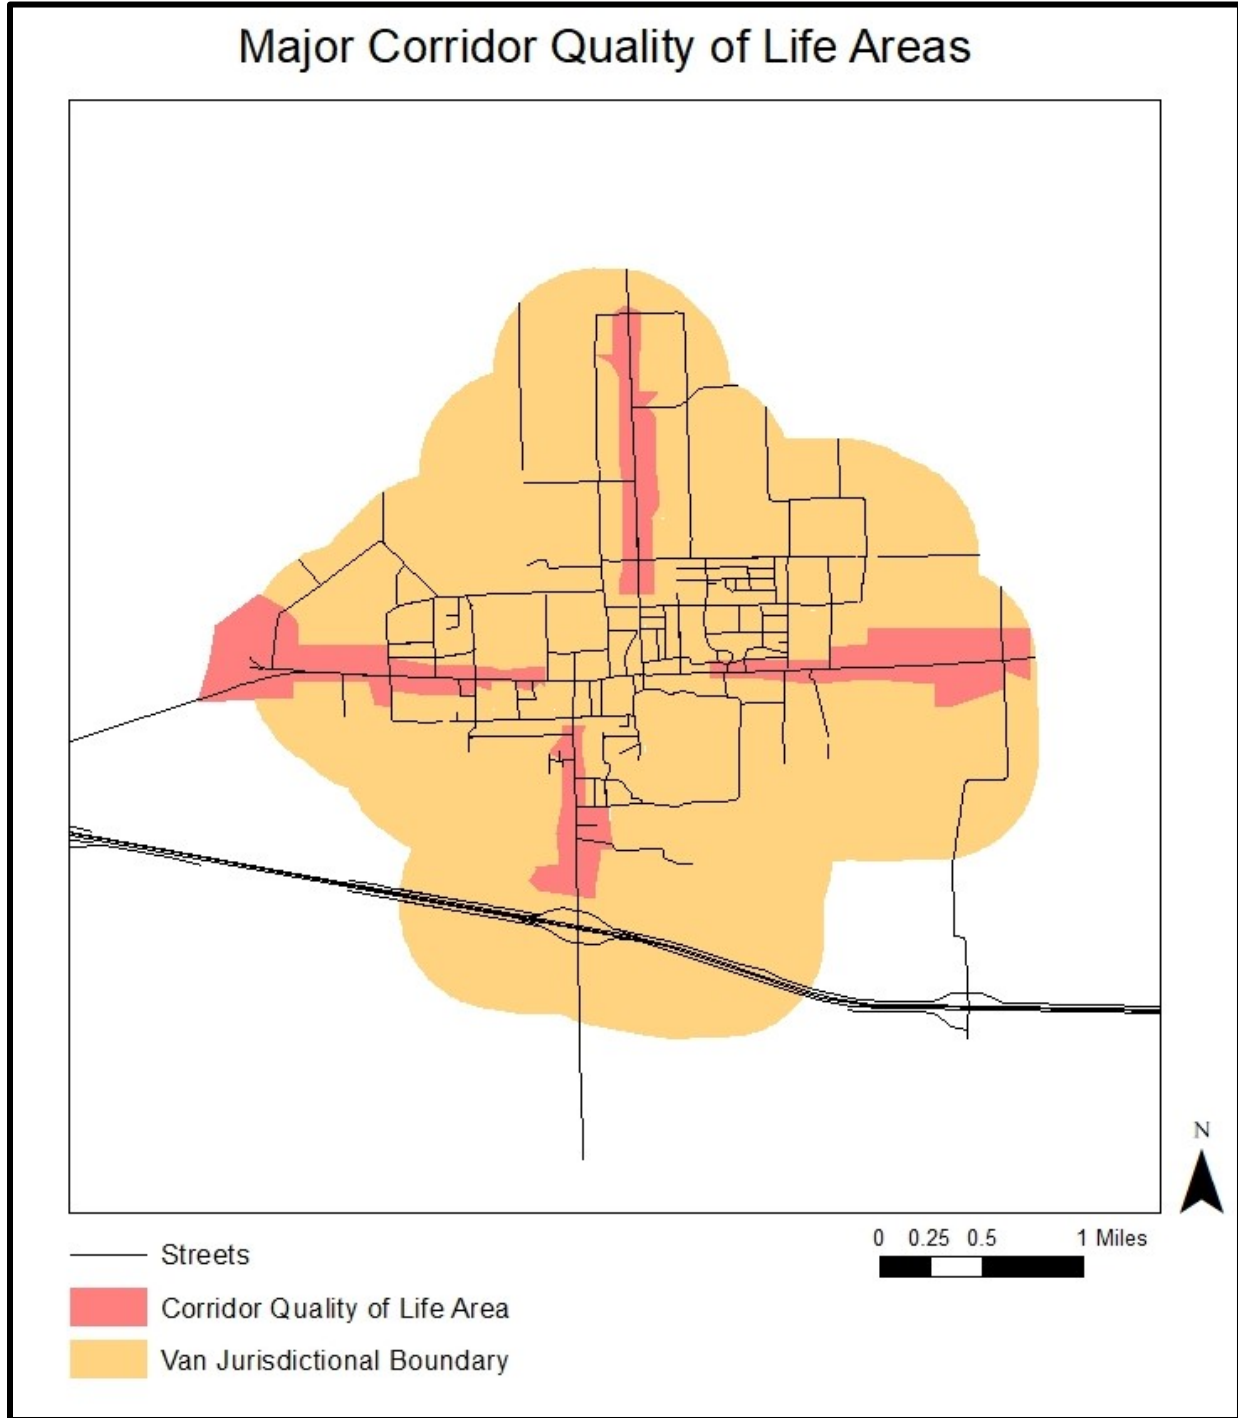 Major Corridor Quality of Life Areas
N
0 0.25 0.5 1 Miles
Streets
Corridor Quality of Life Area
Van Jurisdictional Boundary